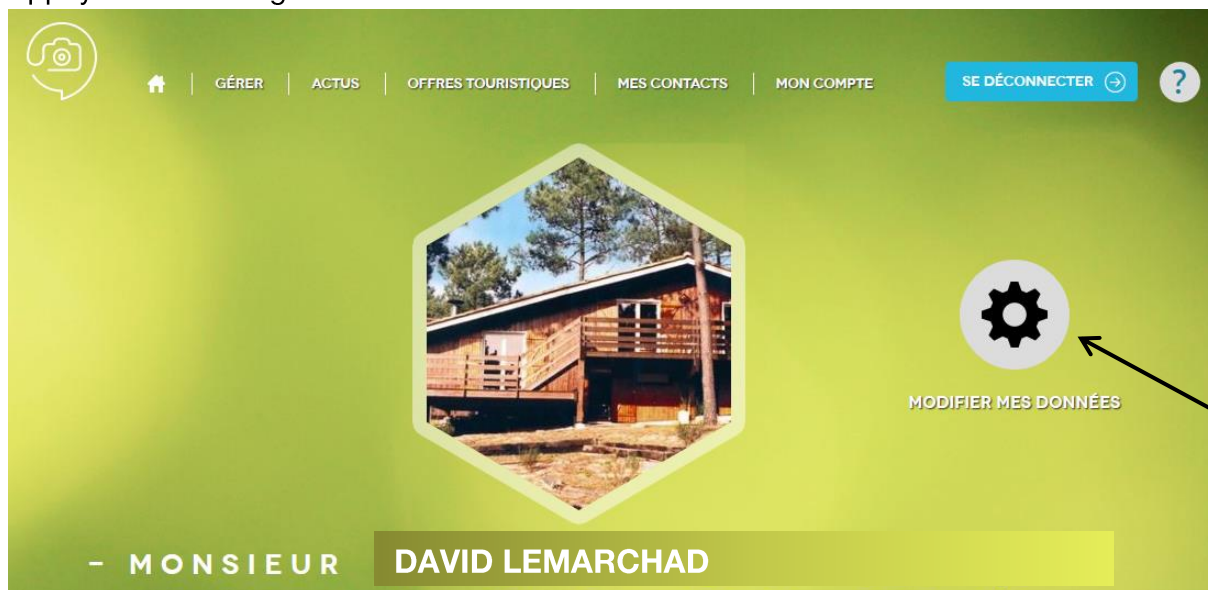 GÉRER | ACTUS | OFFRES TOURISTIQUES | MES CONTACTS | MON COMPTE SE DÉCONNECTER ?
MODIFIER MES DONNÉES
- MONSIEUR DAVID LEMARCHAD